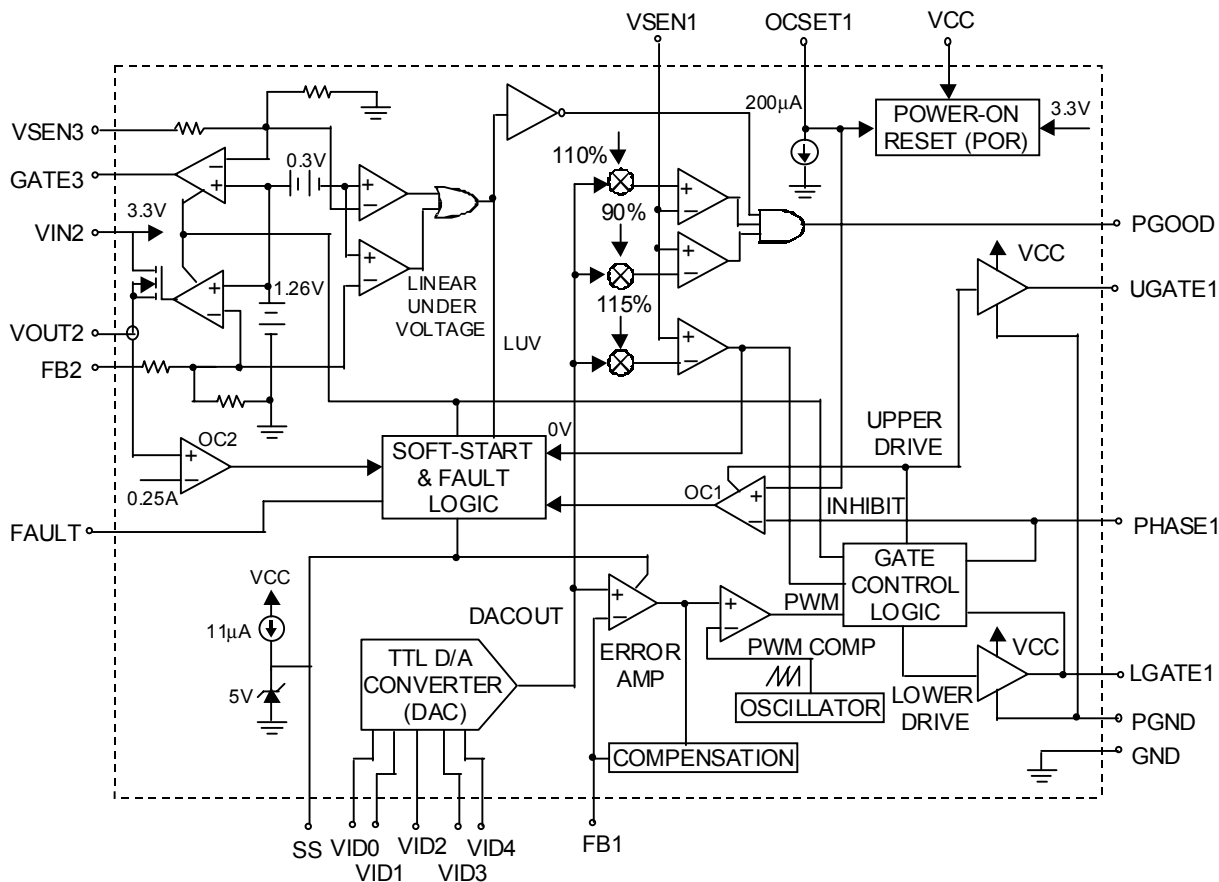 VSEN1
OCSET1
VCC
VSEN3
GATE3
VIN2
VOUT2
FB2
FAULT
0.3V
3.3V
1.26V
LINEAR
UNDER
VOLTAGE
LUV
110%
90%
115%
200μA
POWER-ON
RESET (POR)
3.3V
PGOOD
VCC
UGATE1
OC2
0.25A
SOFT-START
& FAULT
LOGIC
0V
OC1
UPPER
DRIVE
INHIBIT
PHASE1
GATE
CONTROL
LOGIC
VCC
11μA
5V
DACOUT
TTL D/A
CONVERTER
(DAC)
ERROR
AMP
PWM
PWM COMP
OSCILLATOR
COMPENSATION
VCC
LOWER
DRIVE
LGATE1
PGND
GND
SS
VID0
VID1
VID2
VID3
VID4
FB1
+
−
+
−
+
−
+
−
+
−
+
−
+
−
+
−
+
−
+
−
+
−